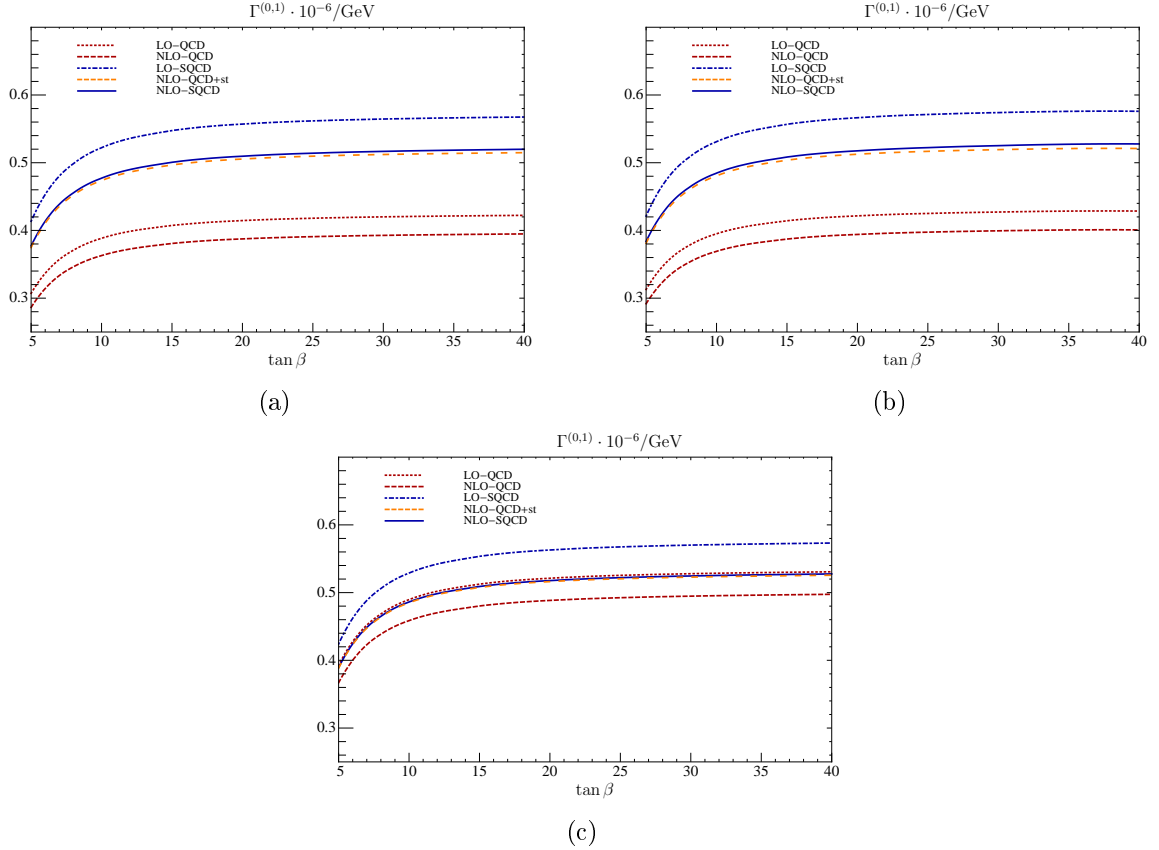 Γ^(0,1) · 10^−6/GeV
LO−QCD
NLO−QCD
LO−SQCD
NLO−QCD+st
NLO−SQCD
0.6
0.5
0.4
0.3
5 10 15 20 25 30 35 40
tan β
(a)
Γ^(0,1) · 10^−6/GeV
LO−QCD
NLO−QCD
LO−SQCD
NLO−QCD+st
NLO−SQCD
0.6
0.5
0.4
0.3
5 10 15 20 25 30 35 40
tan β
(b)
Γ^(0,1) · 10^−6/GeV
LO−QCD
NLO−QCD
LO−SQCD
NLO−QCD+st
NLO−SQCD
0.6
0.5
0.4
0.3
5 10 15 20 25 30 35 40
tan β
(c)